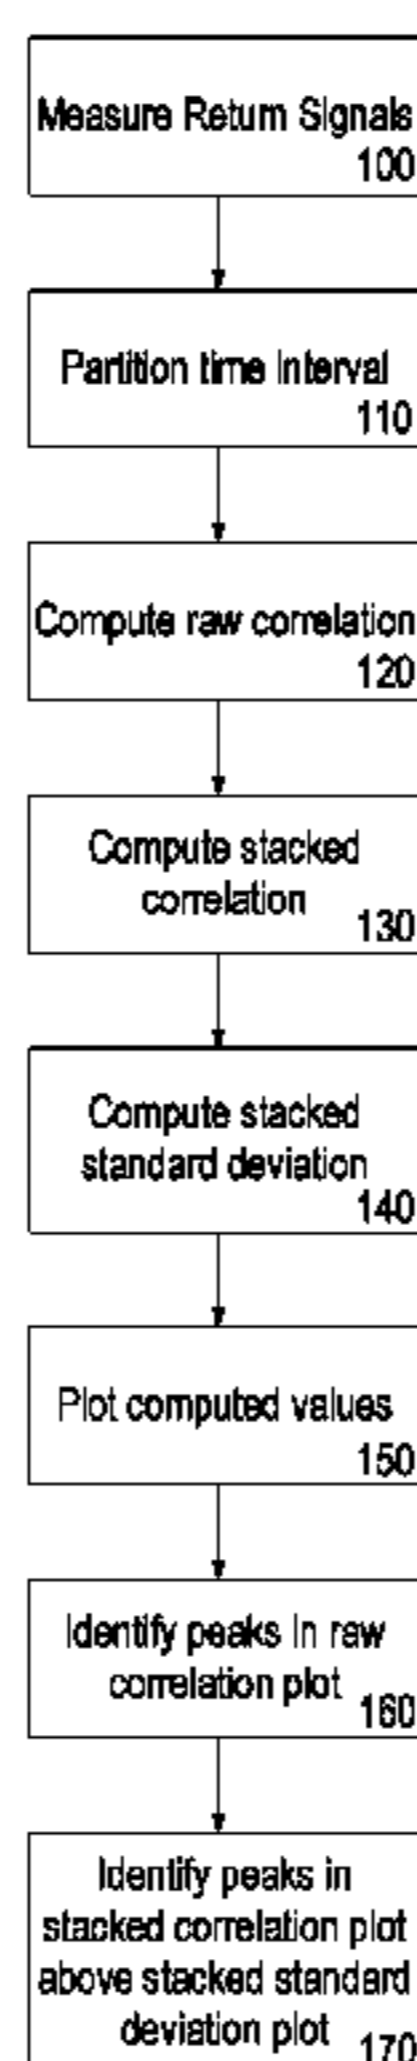 Measure Return Signals
100
Partition time interval
110
Compute raw correlation
120
Compute stacked
correlation
130
Compute stacked
standard deviation
140
Plot computed values
150
Identify peaks in raw
correlation plot
160
Identify peaks in
stacked correlation plot
above stacked standard
deviation plot
170